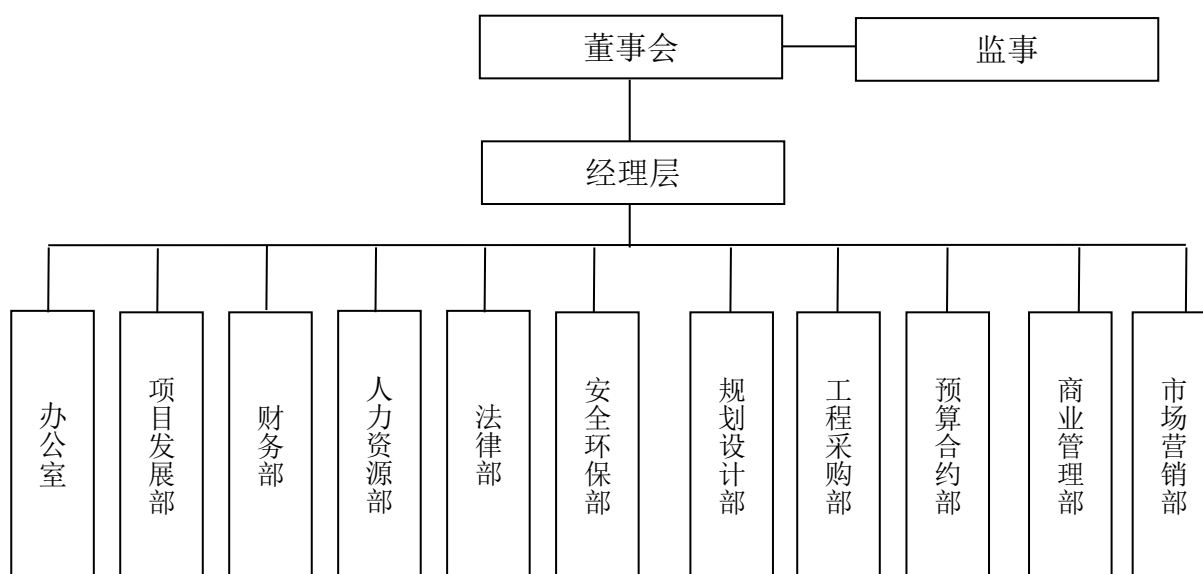 董事会
监事
经理层
办公室
项目发展部
财务部
人力资源部
法律部
安全环保部
规划设计部
工程采购部
预算合约部
商业管理部
市场营销部